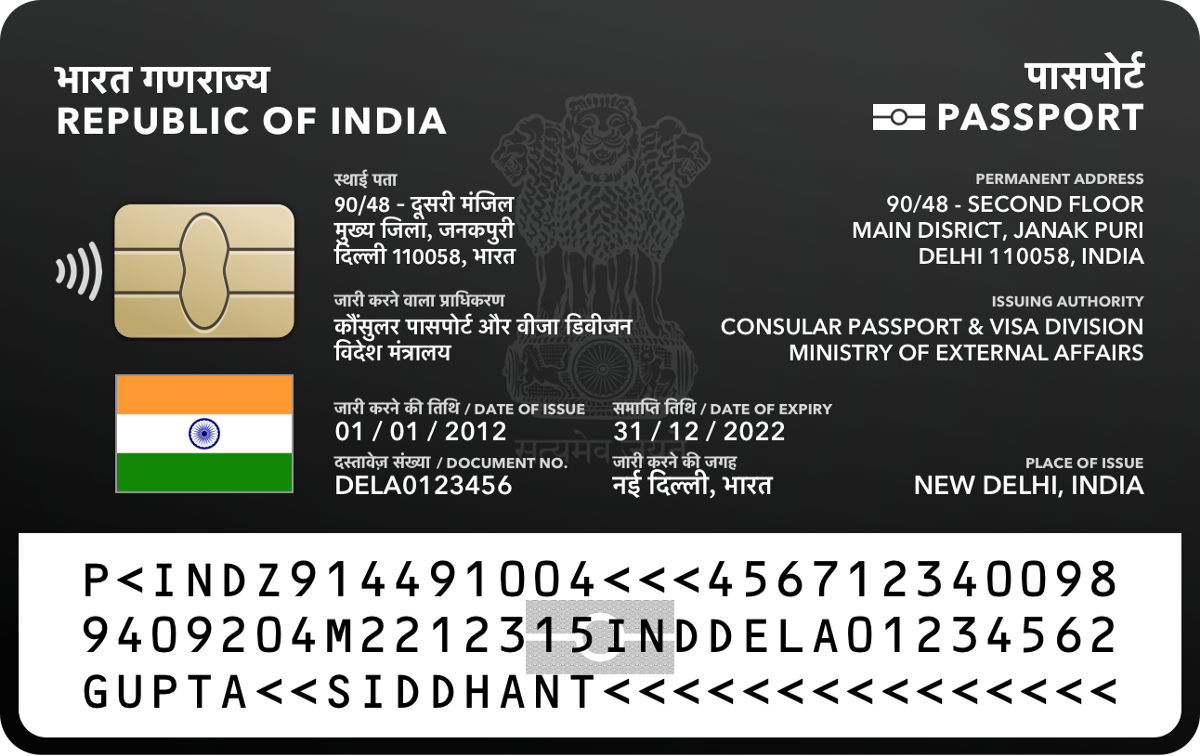 भारत गणराज्य
REPUBLIC OF INDIA
पासपोर्ट
PASSPORT
स्थाई पता
90/48 - दूसरी मंजिल
मुख्य जिला, जनकपुरी
दिल्ली 110058, भारत
PERMANENT ADDRESS
90/48 - SECOND FLOOR
MAIN DISRICT, JANAK PURI
DELHI 110058, INDIA
जारी करने वाला प्राधिकरण
कौंसुलर पासपोर्ट और वीजा डिवीजन
विदेश मंत्रालय
ISSUING AUTHORITY
CONSULAR PASSPORT & VISA DIVISION
MINISTRY OF EXTERNAL AFFAIRS
जारी करने की तिथि / DATE OF ISSUE
01 / 01 / 2012
समाप्ति तिथि / DATE OF EXPIRY
31 / 12 / 2022
सत्यमेव जयते
दस्तावेज़ संख्या / DOCUMENT NO.
DELA0123456
जारी करने की जगह
नई दिल्ली, भारत
PLACE OF ISSUE
NEW DELHI, INDIA
P<INDZ914491004<<<456712340098
9409204M2212315INDDELA01234562
GUPTA<<SIDDHANT<<<<<<<<<<<<<<<